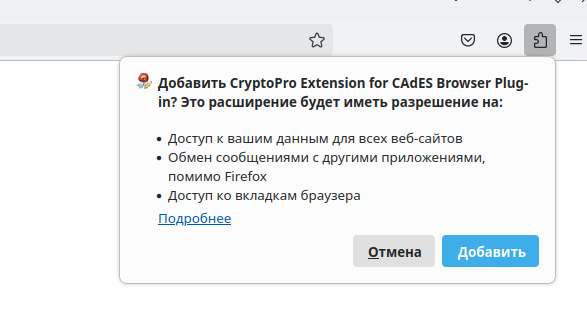 Добавить CryptoPro Extension for CAdES Browser Plug-
in? Это расширение будет иметь разрешение на:
• Доступ к вашим данным для всех веб-сайтов
• Обмен сообщениями с другими приложениями,
помимо Firefox
• Доступ ко вкладкам браузера
Подробнее
Отмена
Добавить